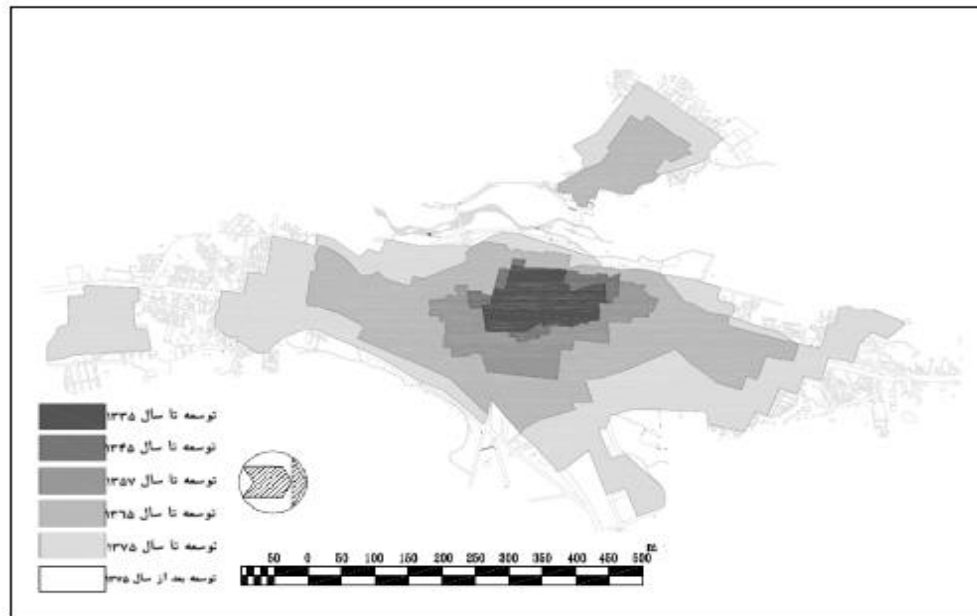 توسعه تا سال ۱۳۳۵
توسعه تا سال ۱۳۴۵
توسعه تا سال ۱۳۵۷
توسعه تا سال ۱۳۶۵
توسعه تا سال ۱۳۷۵
توسعه بعد از سال ۱۳۷۵
50 0 50 100 150 200 250 300 350 400 450 500